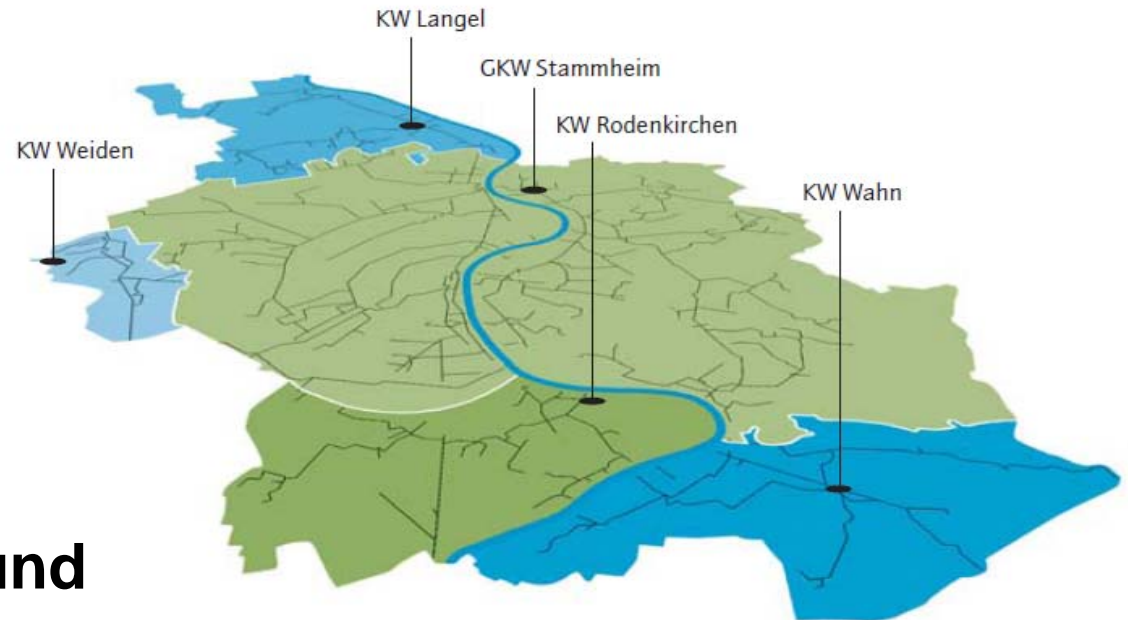 KW Langel
GKW Stammheim
KW Rodenkirchen
KW Weiden
KW Wahn
und